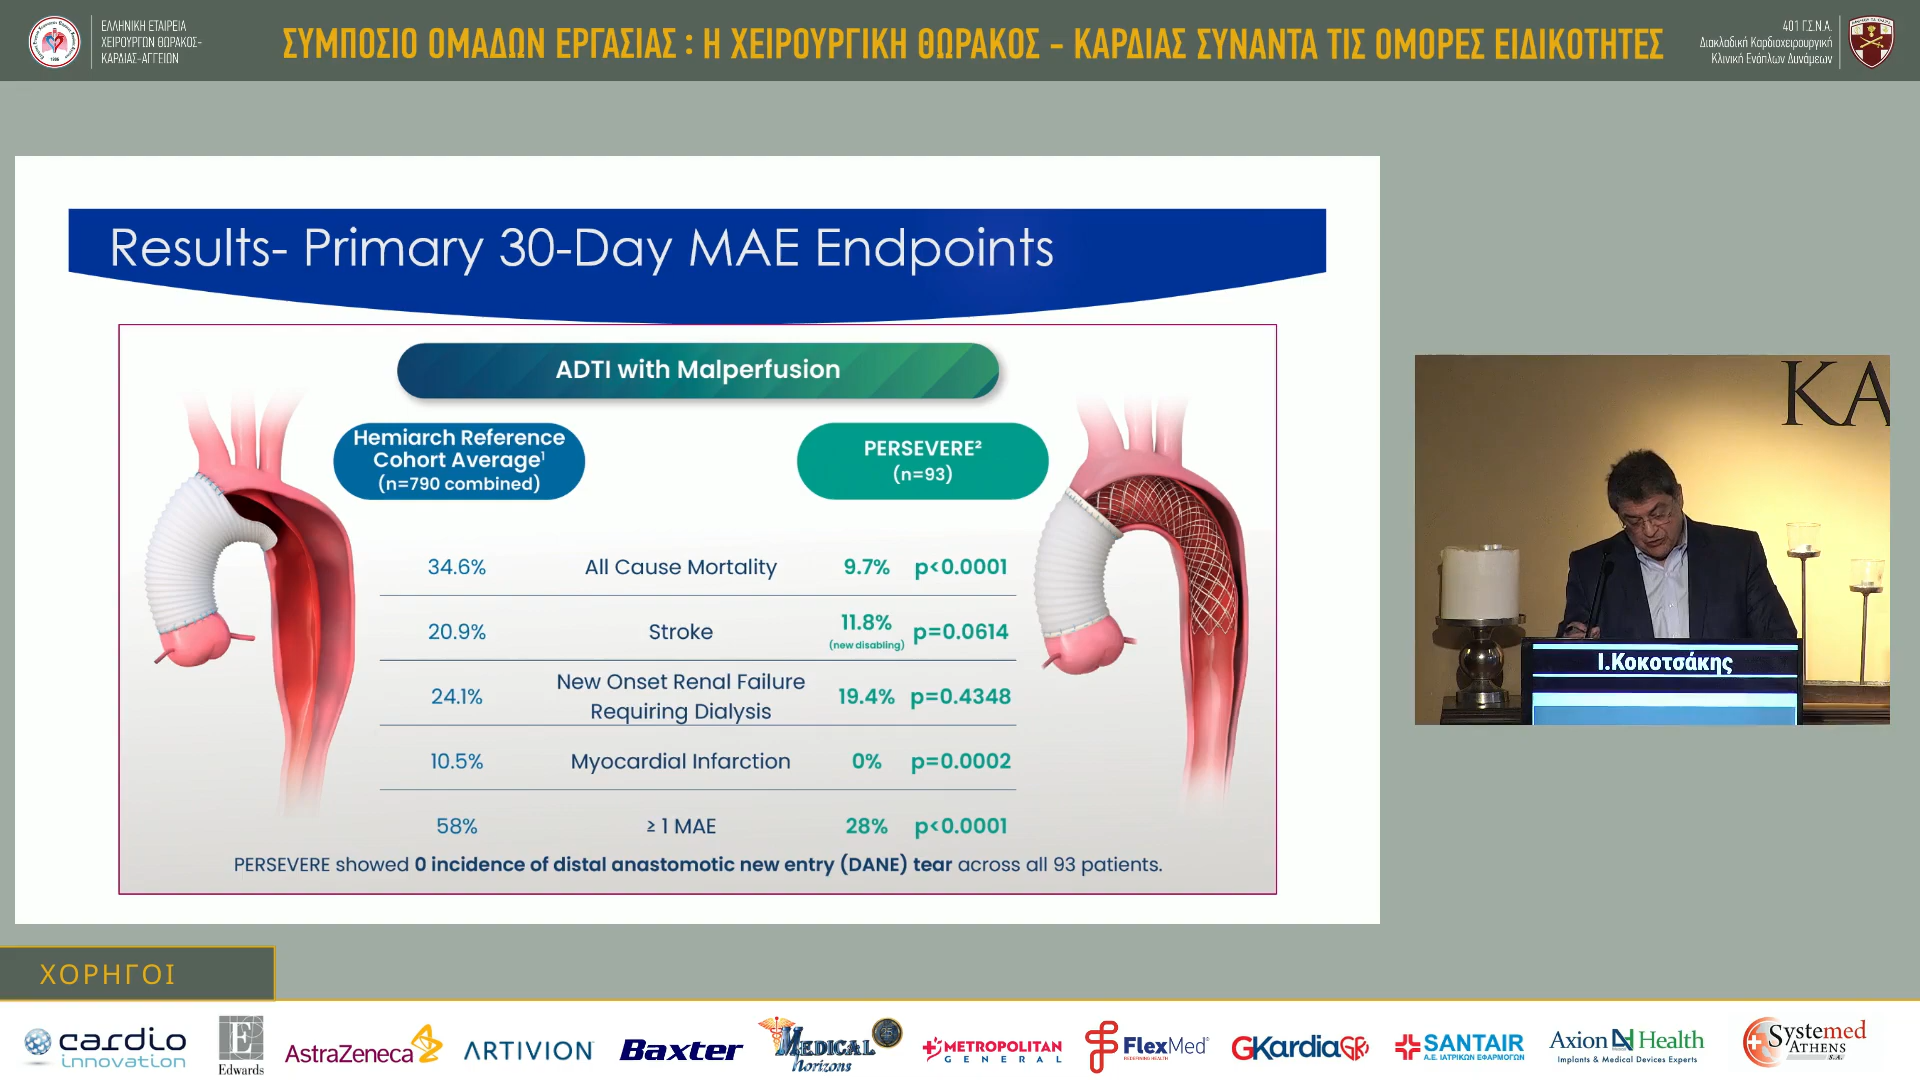 ΕΛΛΗΝΙΚΗ ΕΤΑΙΡΕΙΑ
ΧΕΙΡΟΥΡΓΩΝ ΘΩΡΑΚΟΣ-
ΚΑΡΔΙΑΣ-ΑΓΓΕΙΩΝ
ΣΥΜΠΟΣΙΟ ΟΜΑΔΩΝ ΕΡΓΑΣΙΑΣ : Η ΧΕΙΡΟΥΡΓΙΚΗ ΘΩΡΑΚΟΣ - ΚΑΡΔΙΑΣ ΣΥΝΑΝΤΑ ΤΙΣ ΟΜΟΡΕΣ ΕΙΔΙΚΟΤΗΤΕΣ
401 Γ.Σ.Ν.Α.
Διακλαδική Καρδιοχειρουργική
Κλινική Ενόπλων Δυνάμεων
Results- Primary 30-Day MAE Endpoints
ADTI with Malperfusion
Hemiarch Reference
Cohort Average¹
(n=790 combined)
PERSEVERE²
(n=93)
34.6% All Cause Mortality 9.7% p<0.0001
20.9% Stroke 11.8% (new disabling) p=0.0614
24.1% New Onset Renal Failure Requiring Dialysis 19.4% p=0.4348
10.5% Myocardial Infarction 0% p=0.0002
58% ≥ 1 MAE 28% p<0.0001
PERSEVERE showed 0 incidence of distal anastomotic new entry (DANE) tear across all 93 patients.
KA
Ι.Κοκοτσάκης
ΧΟΡΗΓΟΙ
cardio
innovation
E
Edwards
AstraZeneca
ARTIVION
Baxter
MEDICAL
Horizons
METROPOLITAN
GENERAL
FlexMed
REDEFINING HEALTH
GKardiaGR
SANTAIR
Α.Ε. ΙΑΤΡΙΚΩΝ ΕΦΑΡΜΟΓΩΝ
Axion Health
Implants & Medical Devices Experts
Systemed
ATHENS
S.A.